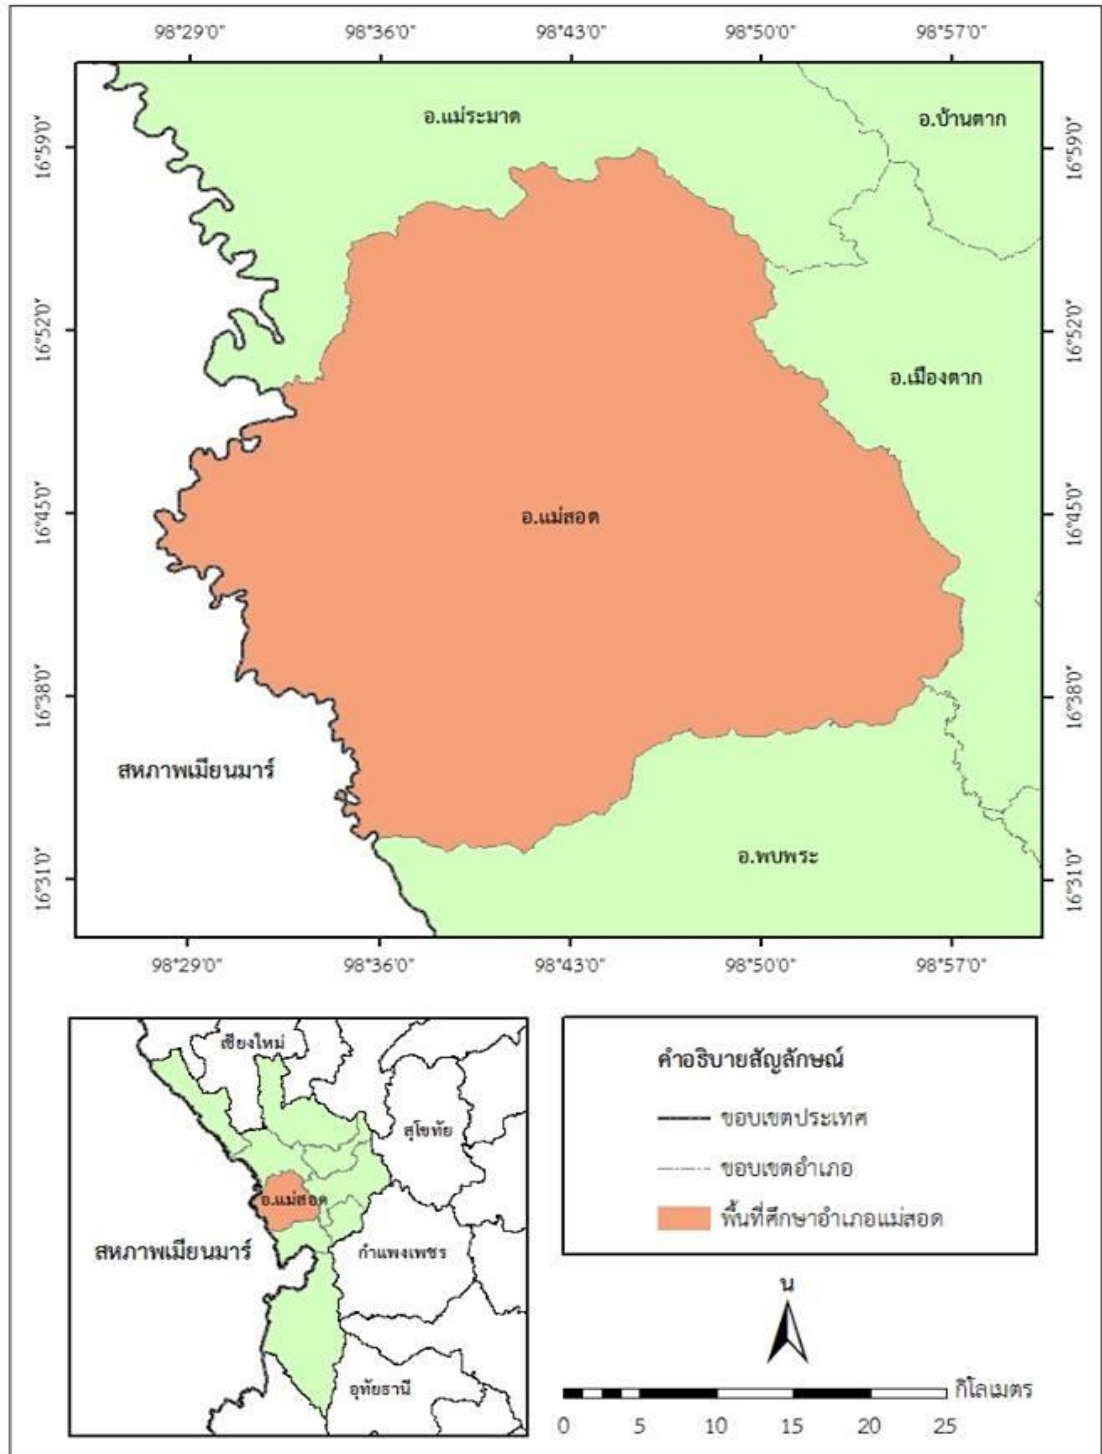 98°29'0" 98°36'0" 98°43'0" 98°50'0" 98°57'0"
อ.แม่ระมาด
อ.บ้านตาก
16°59'0" 16°59'0"
16°52'0" 16°52'0"
อ.เมืองตาก
16°45'0" 16°45'0"
อ.แม่สอด
16°38'0" 16°38'0"
สหภาพเมียนมาร์
อ.พบพระ
16°31'0" 16°31'0"
98°29'0" 98°36'0" 98°43'0" 98°50'0" 98°57'0"
เชียงใหม่
สุโขทัย
อ.แม่สอด
สหภาพเมียนมาร์
กำแพงเพชร
อุทัยธานี
คำอธิบายสัญลักษณ์
ขอบเขตประเทศ
ขอบเขตอำเภอ
พื้นที่ศึกษาอำเภอแม่สอด
น
กิโลเมตร
0 5 10 15 20 25